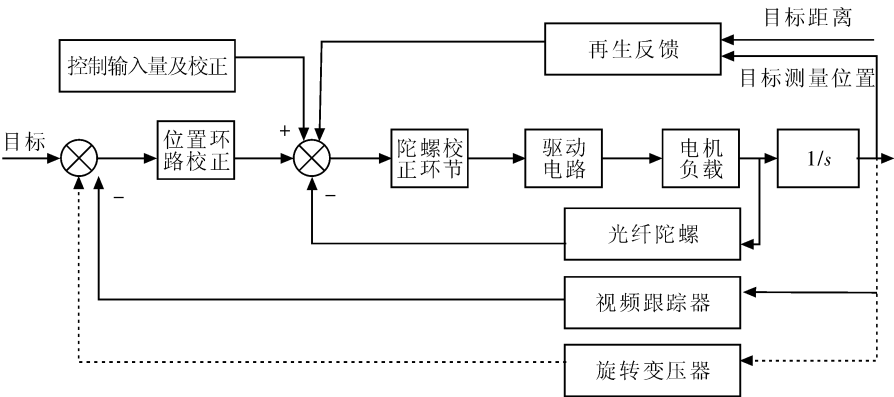 目标距离
再生反馈
控制输入量及校正
目标测量位置
目标
位置环
路校正
+
陀螺校
正环节
驱动
电路
电机
负载
1/s
−
−
光纤陀螺
视频跟踪器
旋转变压器